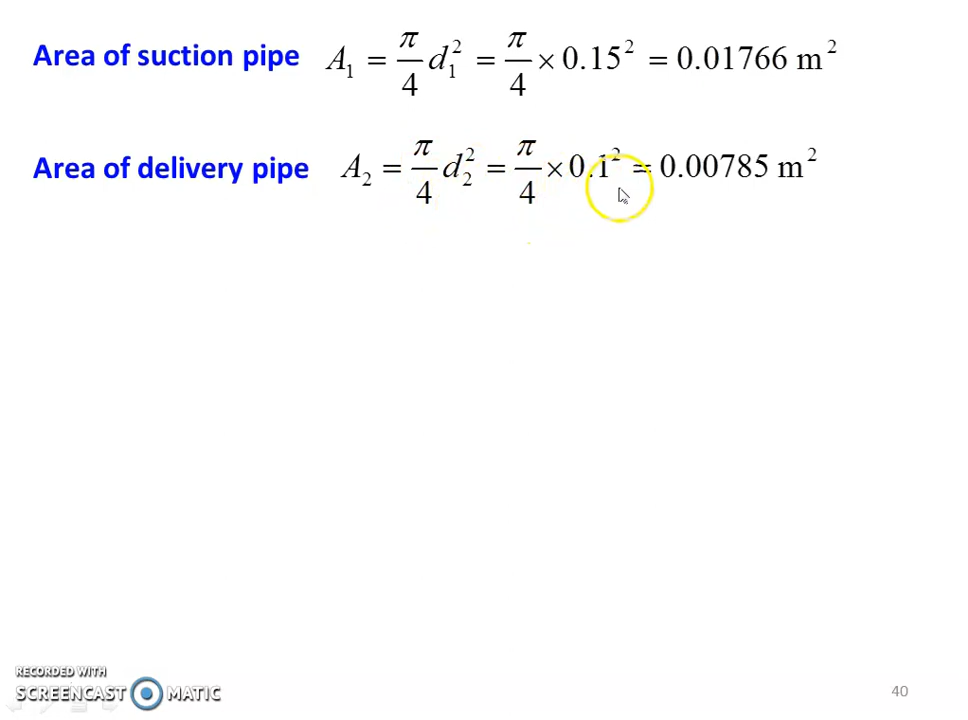 Area of suction pipe A₁ = π/4 d₁² = π/4 × 0.15² = 0.01766 m²
Area of delivery pipe A₂ = π/4 d₂² = π/4 × 0.1² = 0.00785 m²
RECORDED WITH
SCREENCAST MATIC
40